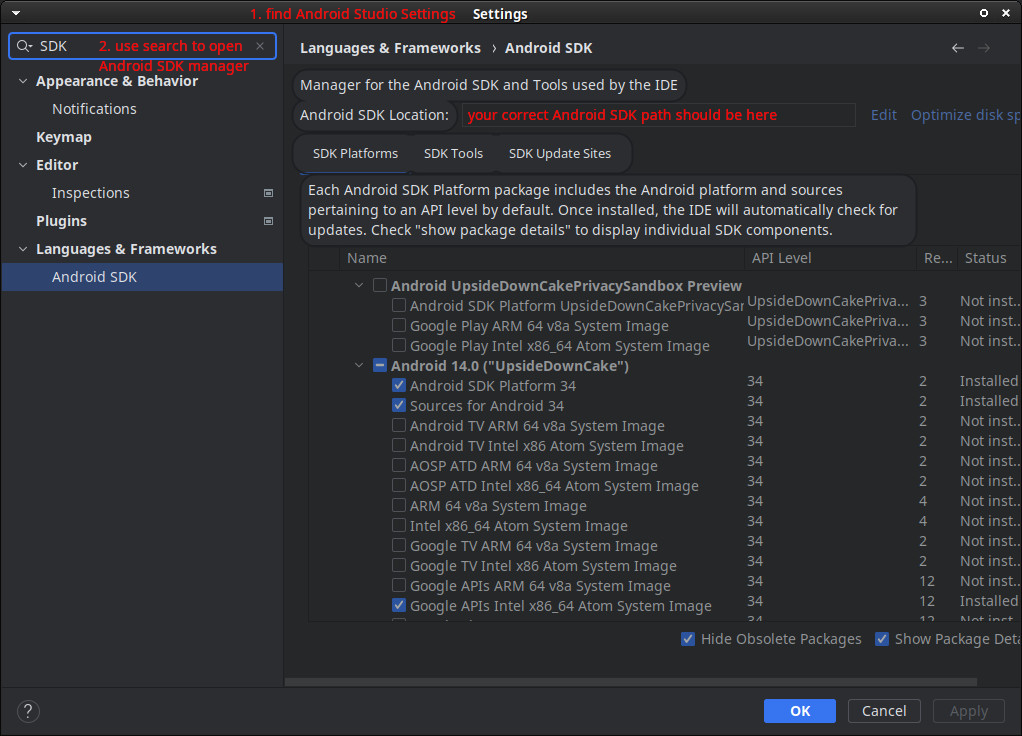 1. find Android Studio Settings Settings
SDK 2. use search to open
Android SDK manager
Appearance & Behavior
Notifications
Keymap
Editor
Inspections
Plugins
Languages & Frameworks
Android SDK
Languages & Frameworks › Android SDK
Manager for the Android SDK and Tools used by the IDE
Android SDK Location: your correct Android SDK path should be here Edit Optimize disk sp
SDK Platforms SDK Tools SDK Update Sites
Each Android SDK Platform package includes the Android platform and sources
pertaining to an API level by default. Once installed, the IDE will automatically check for
updates. Check "show package details" to display individual SDK components.
Name API Level Re... Status
Android UpsideDownCakePrivacySandbox Preview
Android SDK Platform UpsideDownCakePrivacySar UpsideDownCakePriva... 3 Not inst...
Google Play ARM 64 v8a System Image UpsideDownCakePriva... 3 Not inst...
Google Play Intel x86_64 Atom System Image UpsideDownCakePriva... 3 Not inst...
Android 14.0 ("UpsideDownCake")
Android SDK Platform 34 34 2 Installed
Sources for Android 34 34 2 Installed
Android TV ARM 64 v8a System Image 34 2 Not inst...
Android TV Intel x86 Atom System Image 34 2 Not inst...
AOSP ATD ARM 64 v8a System Image 34 2 Not inst...
AOSP ATD Intel x86_64 Atom System Image 34 2 Not inst...
ARM 64 v8a System Image 34 4 Not inst...
Intel x86_64 Atom System Image 34 4 Not inst...
Google TV ARM 64 v8a System Image 34 2 Not inst...
Google TV Intel x86 Atom System Image 34 2 Not inst...
Google APIs ARM 64 v8a System Image 34 12 Not inst...
Google APIs Intel x86_64 Atom System Image 34 12 Installed
34 12 Not inst...
Hide Obsolete Packages Show Package Deta
? OK Cancel Apply